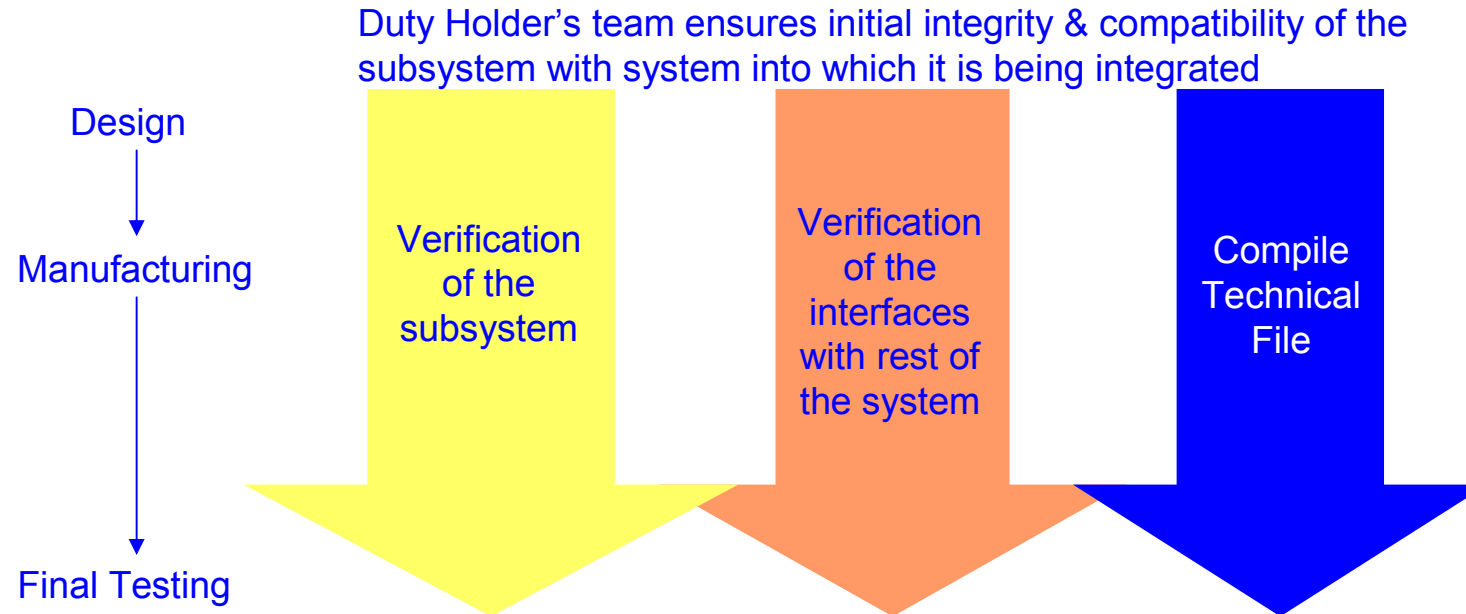 Duty Holder’s team ensures initial integrity & compatibility of the
subsystem with system into which it is being integrated
Design
Manufacturing
Final Testing
Verification
of the
subsystem
Verification
of the
interfaces
with rest of
the system
Compile
Technical
File